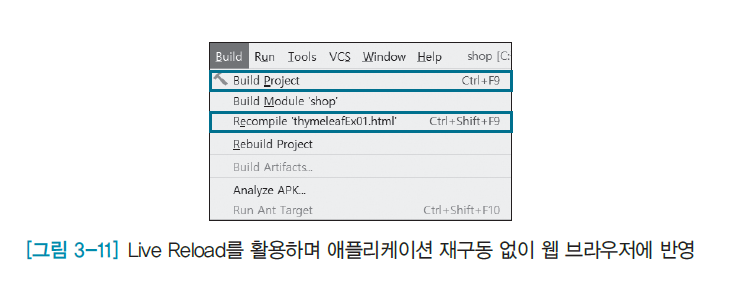 Build Run Tools VCS Window Help shop [C:
Build Project Ctrl+F9
Build Module 'shop'
Recompile 'thymeleafEx01.html' Ctrl+Shift+F9
Rebuild Project
Build Artifacts...
Analyze APK...
Run Ant Target Ctrl+Shift+F10
[그림 3-11] Live Reload를 활용하며 애플리케이션 재구동 없이 웹 브라우저에 반영